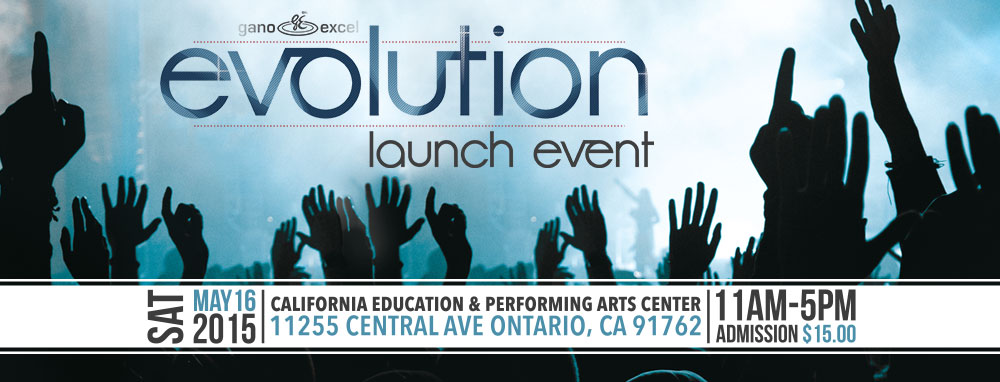 gano excel
evolution
launch event
SAT
MAY 16
2015
CALIFORNIA EDUCATION & PERFORMING ARTS CENTER
11255 CENTRAL AVE ONTARIO, CA 91762
11AM-5PM
ADMISSION $15.00